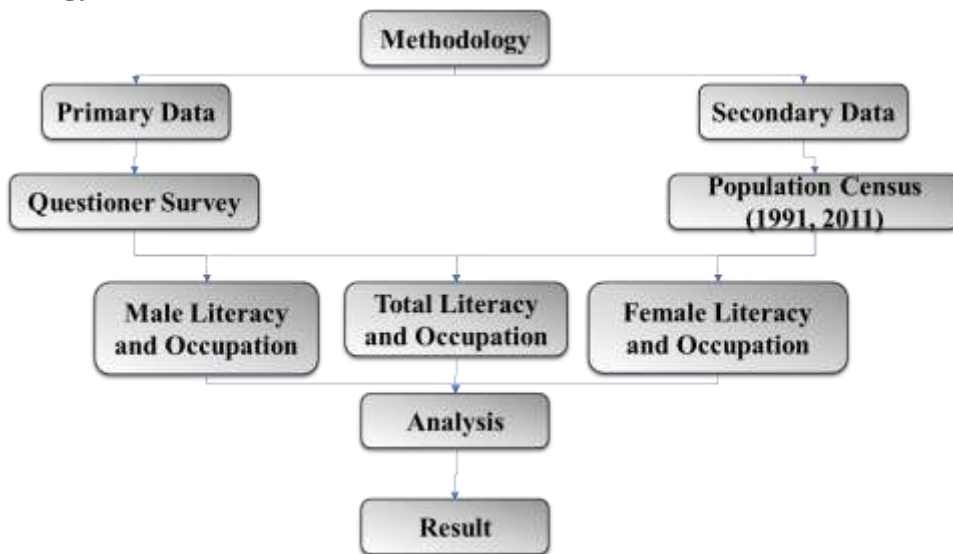 Methodology
Primary Data
Secondary Data
Questioner Survey
Population Census
(1991, 2011)
Male Literacy
and Occupation
Total Literacy
and Occupation
Female Literacy
and Occupation
Analysis
Result